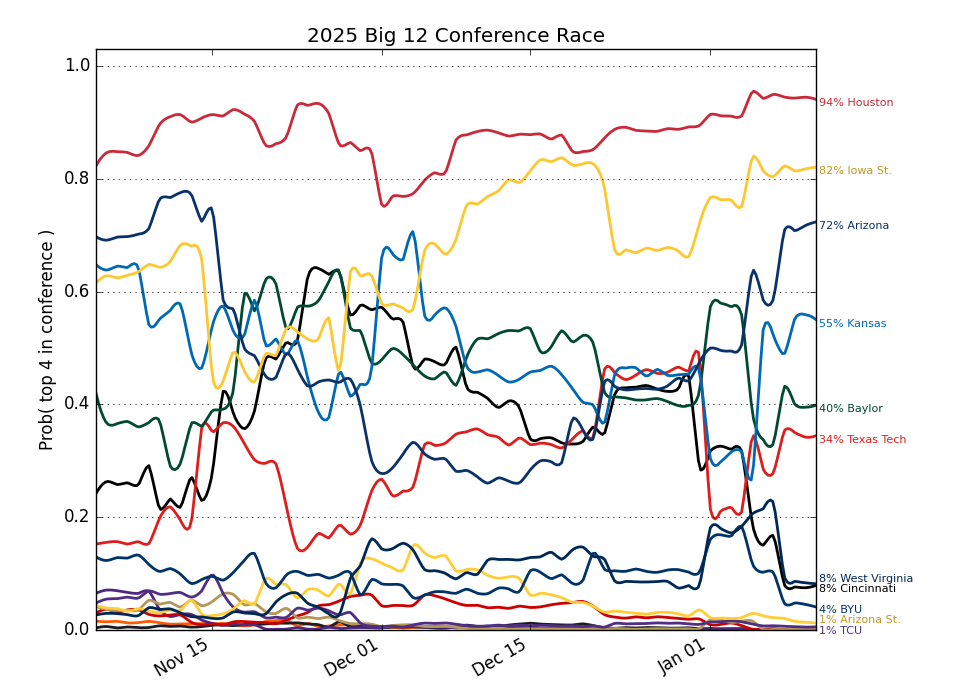 2025 Big 12 Conference Race
Prob( top 4 in conference )
1.0
0.8
0.6
0.4
0.2
0.0
Nov 15
Dec 01
Dec 15
Jan 01
94% Houston
82% Iowa St.
72% Arizona
55% Kansas
40% Baylor
34% Texas Tech
8% West Virginia
8% Cincinnati
4% BYU
1% Arizona St.
1% TCU